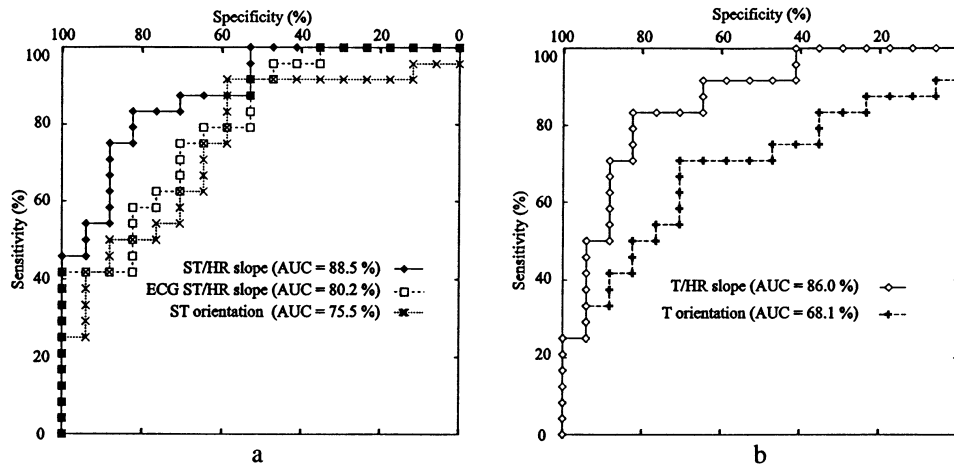 Specificity (%)
100 80 60 40 20 0
100
80
60
40
20
0
Sensitivity (%)
ST/HR slope (AUC = 88.5 %)
ECG ST/HR slope (AUC = 80.2 %)
ST orientation (AUC = 75.5 %)
a
Specificity (%)
100 80 60 40 20
100
80
60
40
20
0
Sensitivity (%)
T/HR slope (AUC = 86.0 %)
T orientation (AUC = 68.1 %)
b